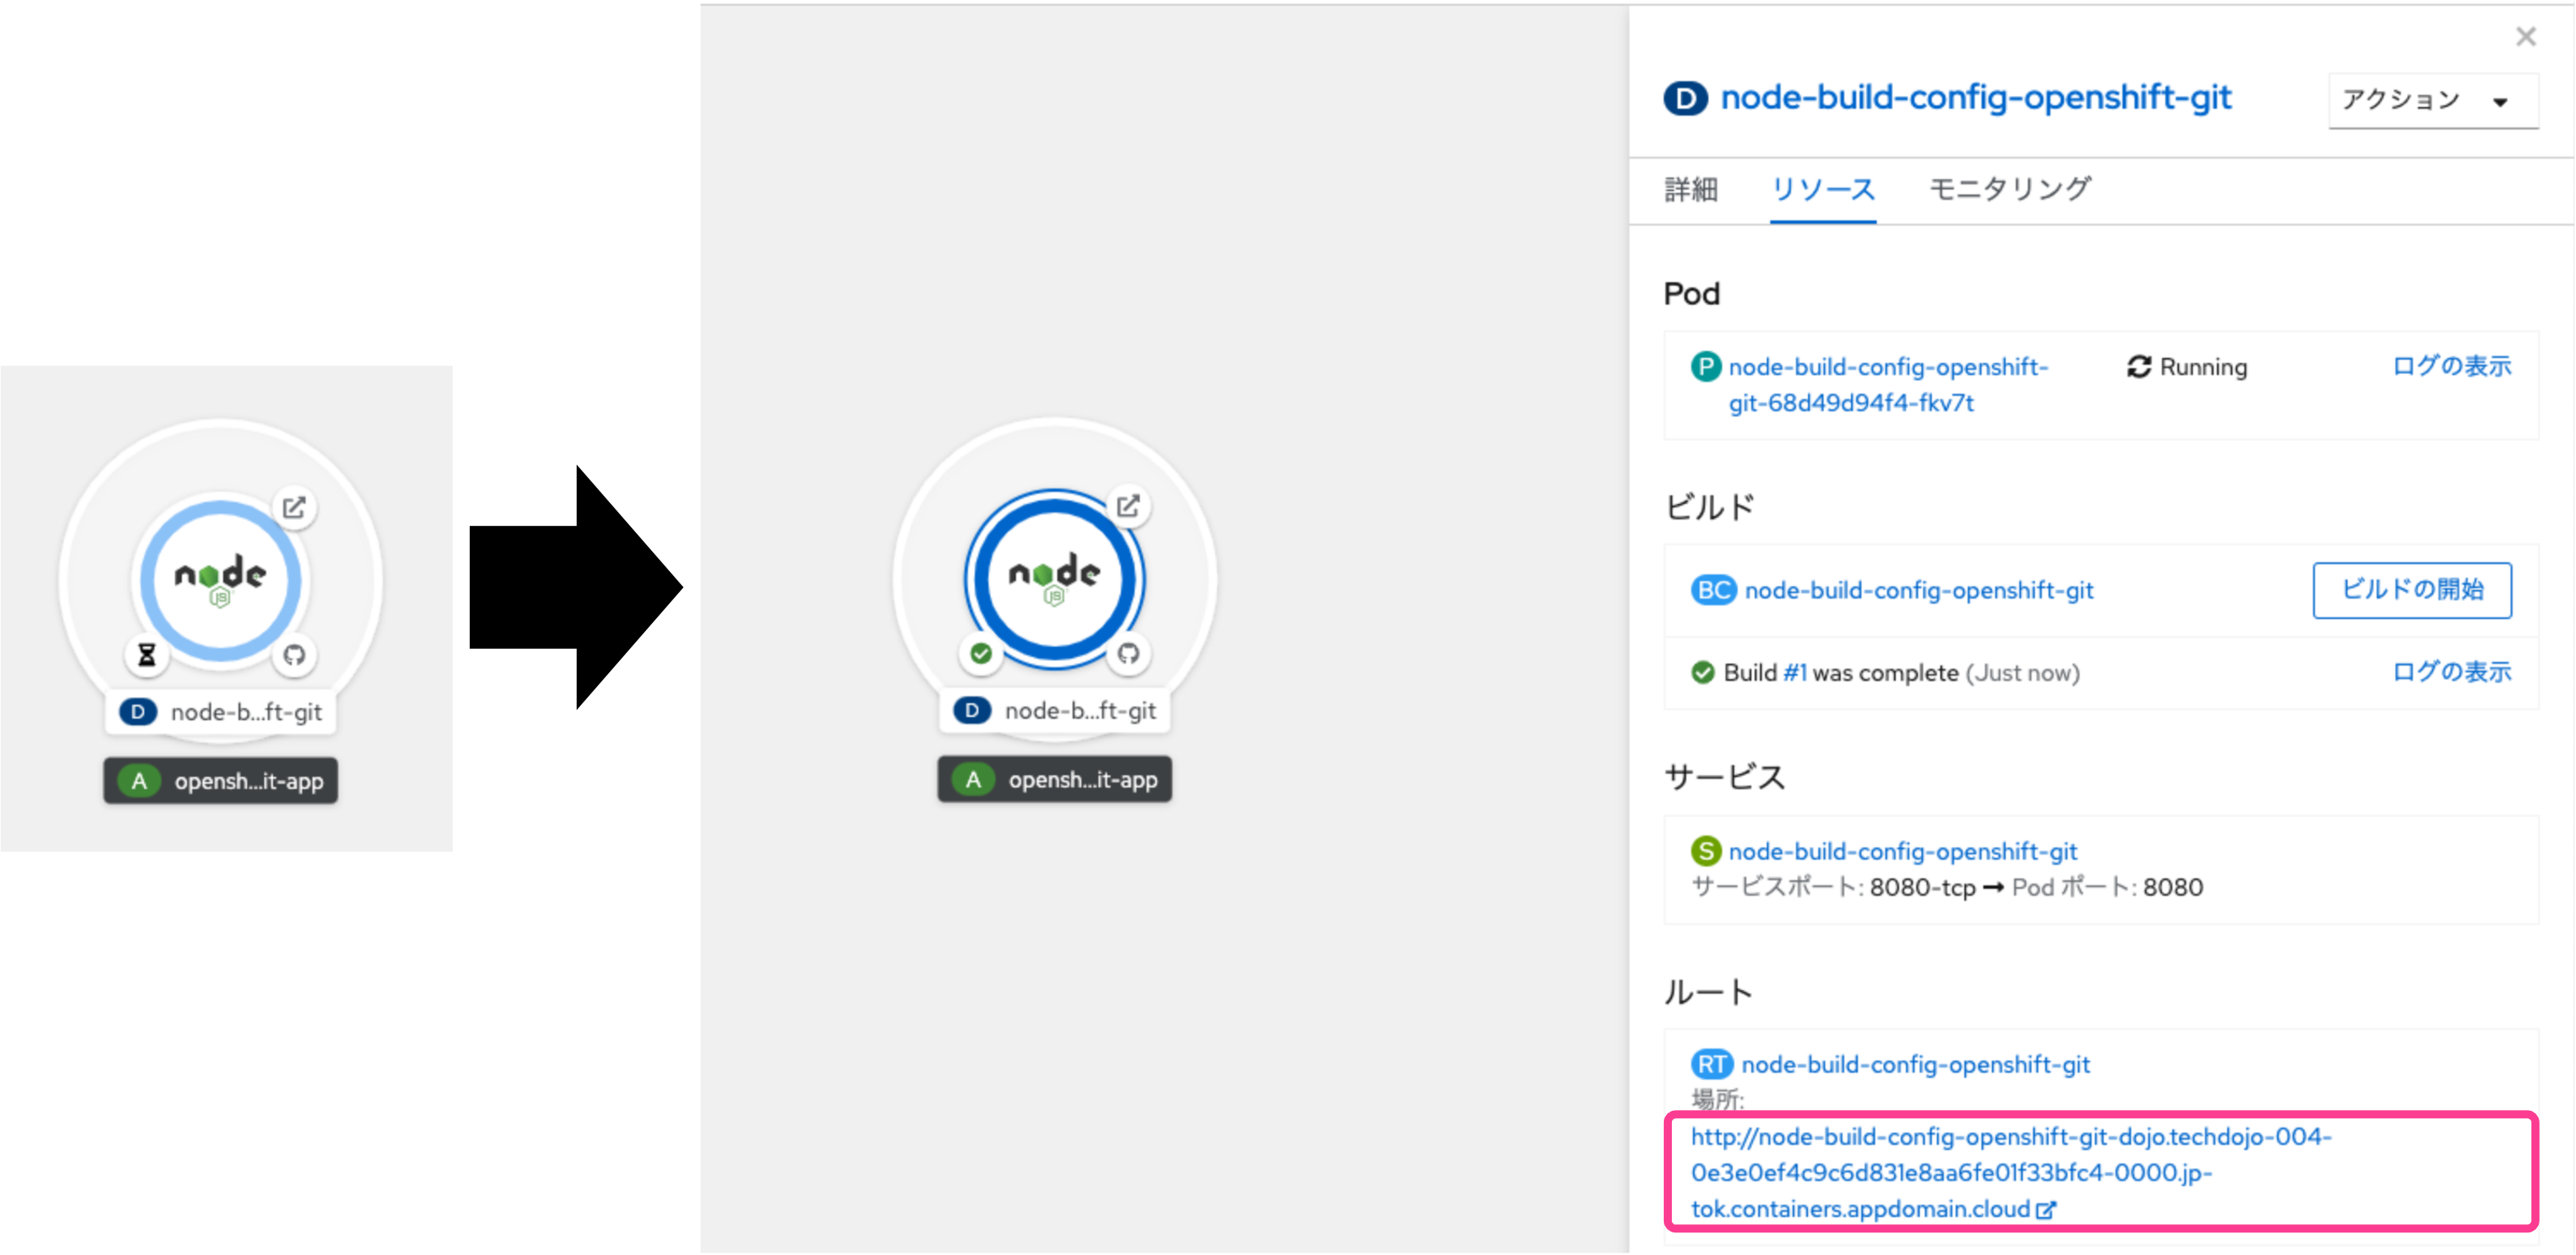 node
JS
D node-b...ft-git
A opensh...it-app
node
JS
D node-b...ft-git
A opensh...it-app
D node-build-config-openshift-git
アクション
詳細 リソース モニタリング
Pod
P node-build-config-openshift- Running ログの表示
git-68d49d94f4-fkv7t
ビルド
BC node-build-config-openshift-git ビルドの開始
Build #1 was complete (Just now) ログの表示
サービス
S node-build-config-openshift-git
サービスポート: 8080-tcp → Pod ポート: 8080
ルート
RT node-build-config-openshift-git
場所:
http://node-build-config-openshift-git-dojo.techdojo-004-
0e3e0ef4c9c6d831e8aa6fe01f33bfc4-0000.jp-
tok.containers.appdomain.cloud